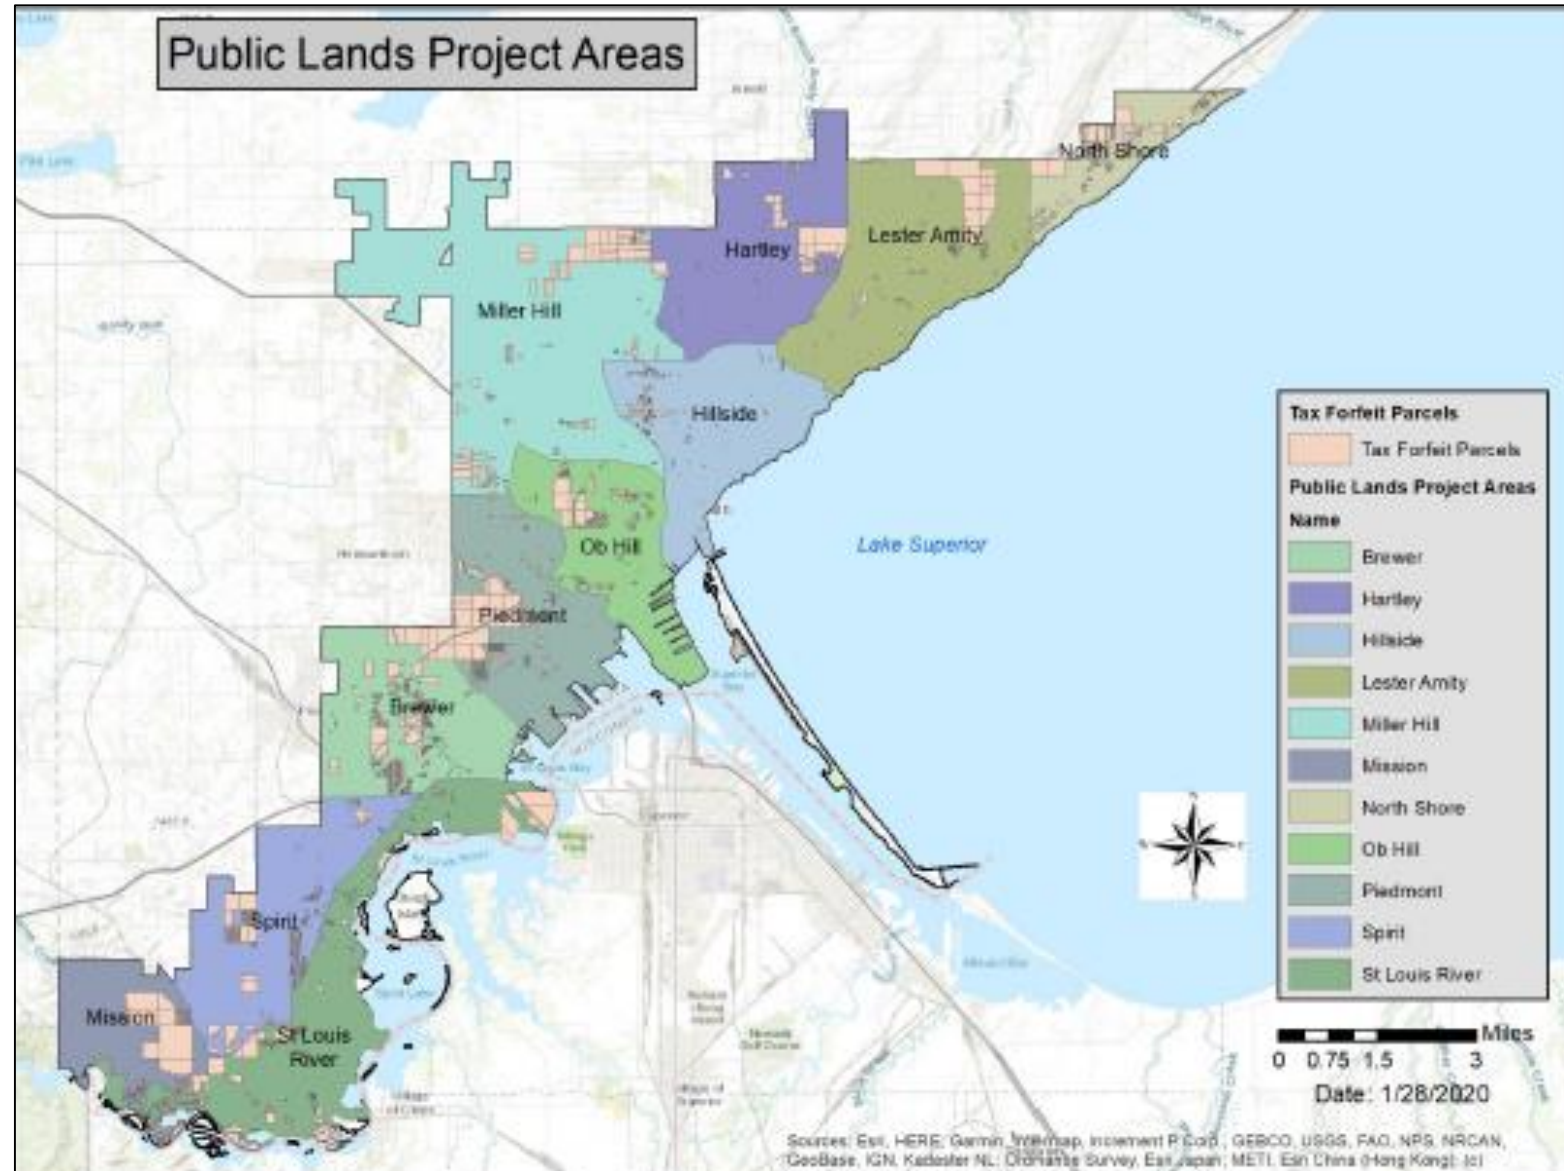 Public Lands Project Areas
North Shore
Lester Amity
Hartley
Miller Hill
Hillside
Lake Superior
Ob Hill
Piedmont
Brewer
Spirit
Mission
St Louis
River
Tax Forfeit Parcels
Tax Forfeit Parcels
Public Lands Project Areas
Name
Brewer
Hartley
Hillside
Lester Amity
Miller Hill
Mission
North Shore
Ob Hill
Piedmont
Spirit
St Louis River
Miles
0 0.75 1.5 3
Date: 1/28/2020
Sources: Esri, HERE, Garmin, Intermap, increment P Corp., GEBCO, USGS, FAO, NPS, NRCAN,
GeoBase, IGN, Kadaster NL, Ordnance Survey, Esri Japan, METI, Esri China (Hong Kong), (c)